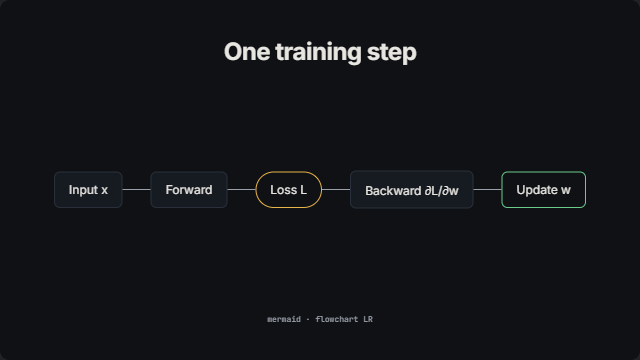 One training step
Input x
Forward
Loss L
Backward ∂L/∂w
Update w
mermaid · flowchart LR